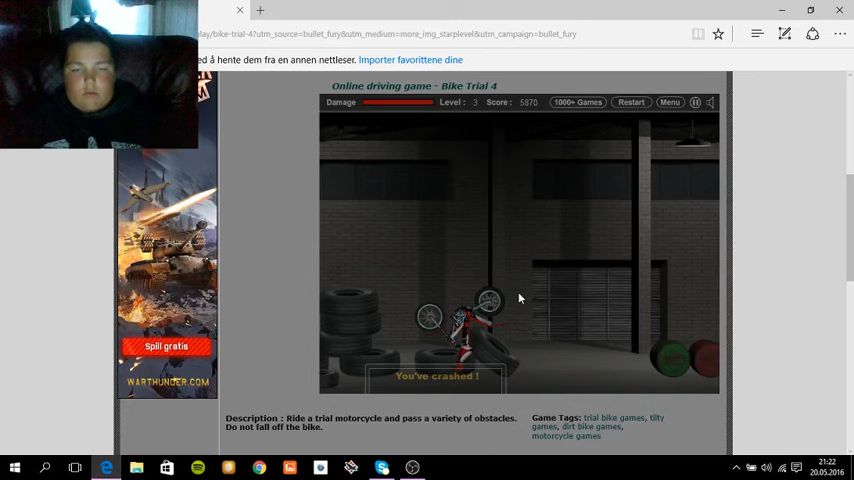 play/bike-trial-4?utm_source=bullet_fury&utm_medium=more_img_starplevel&utm_campaign=bullet_fury
ed å hente dem fra en annen nettleser. Importer favorittene dine
Online driving game - Bike Trial 4
Damage Level : 3 Score : 5870 1000+ Games Restart Menu
You've crashed !
Spill gratis
WARTHUNDER.COM
Description : Ride a trial motorcycle and pass a variety of obstacles.
Do not fall off the bike.
Game Tags: trial bike games, tilty
games, dirt bike games,
motorcycle games
21:22
20.05.2016